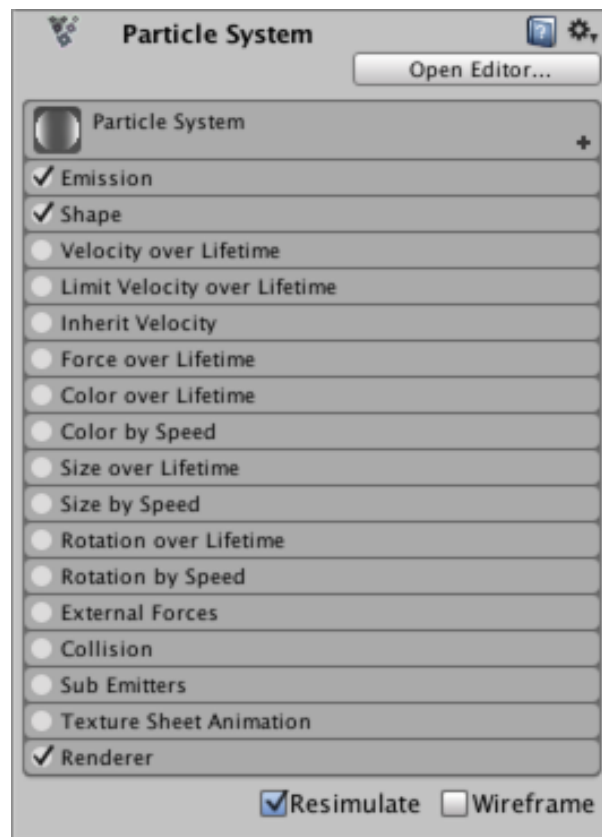 Particle System
Open Editor...
Particle System
Emission
Shape
Velocity over Lifetime
Limit Velocity over Lifetime
Inherit Velocity
Force over Lifetime
Color over Lifetime
Color by Speed
Size over Lifetime
Size by Speed
Rotation over Lifetime
Rotation by Speed
External Forces
Collision
Sub Emitters
Texture Sheet Animation
Renderer
Resimulate Wireframe